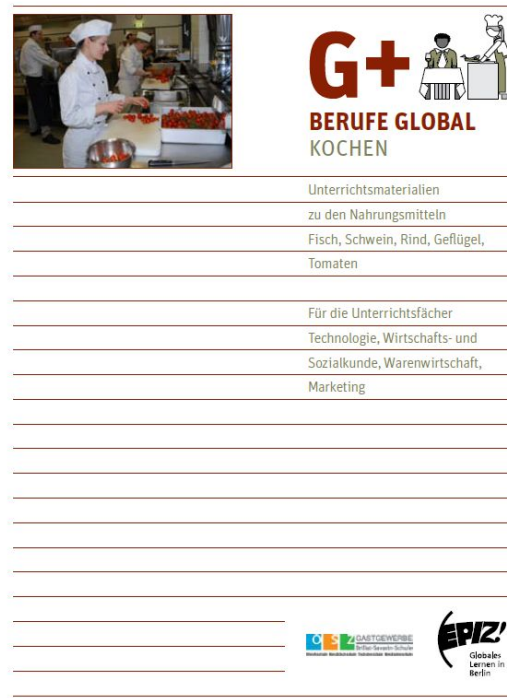 G+
BERUFE GLOBAL
KOCHEN
Unterrichtsmaterialien
zu den Nahrungsmitteln
Fisch, Schwein, Rind, Geflügel,
Tomaten
Für die Unterrichtsfächer
Technologie, Wirtschafts- und
Sozialkunde, Warenwirtschaft,
Marketing
OSZ GASTGEWERBE
Brillat-Savarin-Schule
EPIZ!
Globales
Lernen in
Berlin